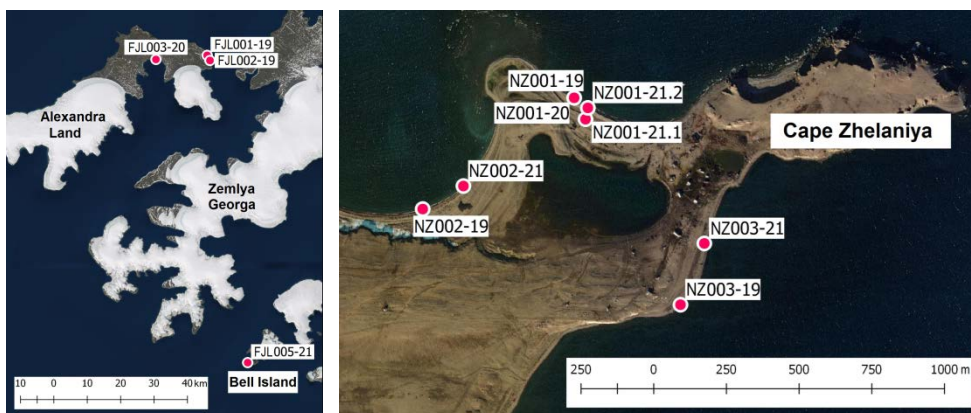 FJL003-20
FJL001-19
FJL002-19
Alexandra
Land
Zemlya
Georga
FJL005-21
Bell Island
10 0 10 20 30 40 km
NZ001-19
NZ001-21.2
NZ001-20
NZ001-21.1
Cape Zhelaniya
NZ002-21
NZ002-19
NZ003-21
NZ003-19
250 0 250 500 750 1000 m